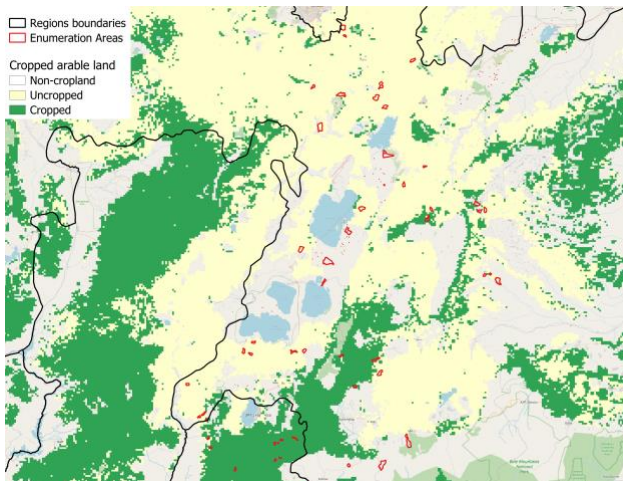 Regions boundaries
Enumeration Areas
Cropped arable land
Non-cropland
Uncropped
Cropped